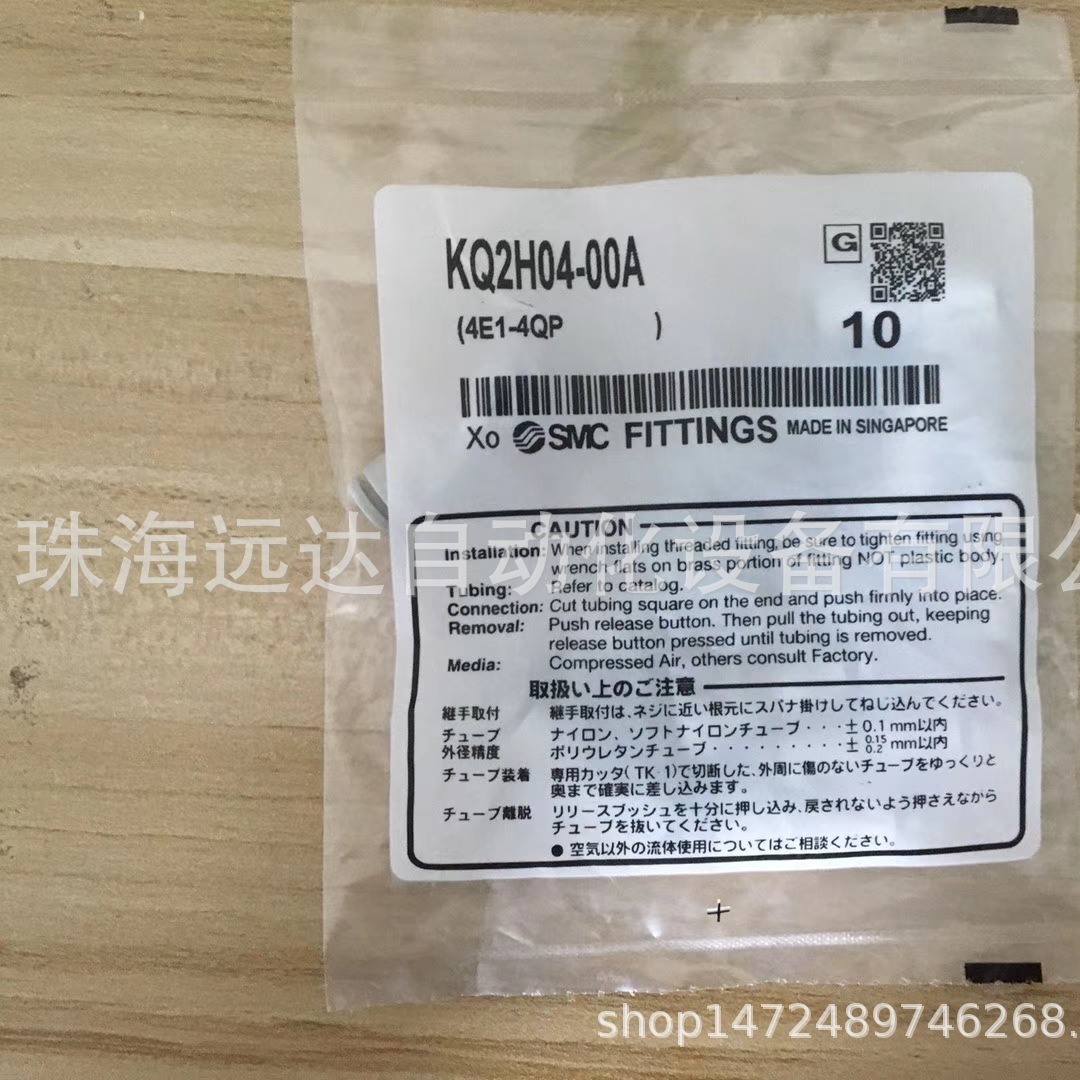 KQ2H04-00A
G
(4E1-4QP )
10
Xo SMC FITTINGS MADE IN SINGAPORE
珠海远达自动化设备有限公
CAUTION
Installation: When installing threaded fitting, be sure to tighten fitting using
wrench flats on brass portion of fitting NOT plastic body.
Tubing: Refer to catalog.
Connection: Cut tubing square on the end and push firmly into place.
Removal: Push release button. Then pull the tubing out, keeping
release button pressed until tubing is removed.
Media: Compressed Air, others consult Factory.
取扱い上のご注意
継手取付 継手取付は、ネジに近い根元にスパナ掛けしてねじ込んでください。
チューブ ナイロン、ソフトナイロンチューブ・・・± 0.1 mm以内
外径精度 ポリウレタンチューブ・・・・・・・・・± 0.15 0.2 mm以内
チューブ装着 専用カッタ(TK-1)で切断した、外周に傷のないチューブをゆっくりと
奥まで確実に差し込みます。
チューブ離脱 リリースプッシュを十分に押し込み、戻されないよう押さえながら
チューブを抜いてください。
● 空気以外の流体使用についてはご相談ください。
shop1472489746268.